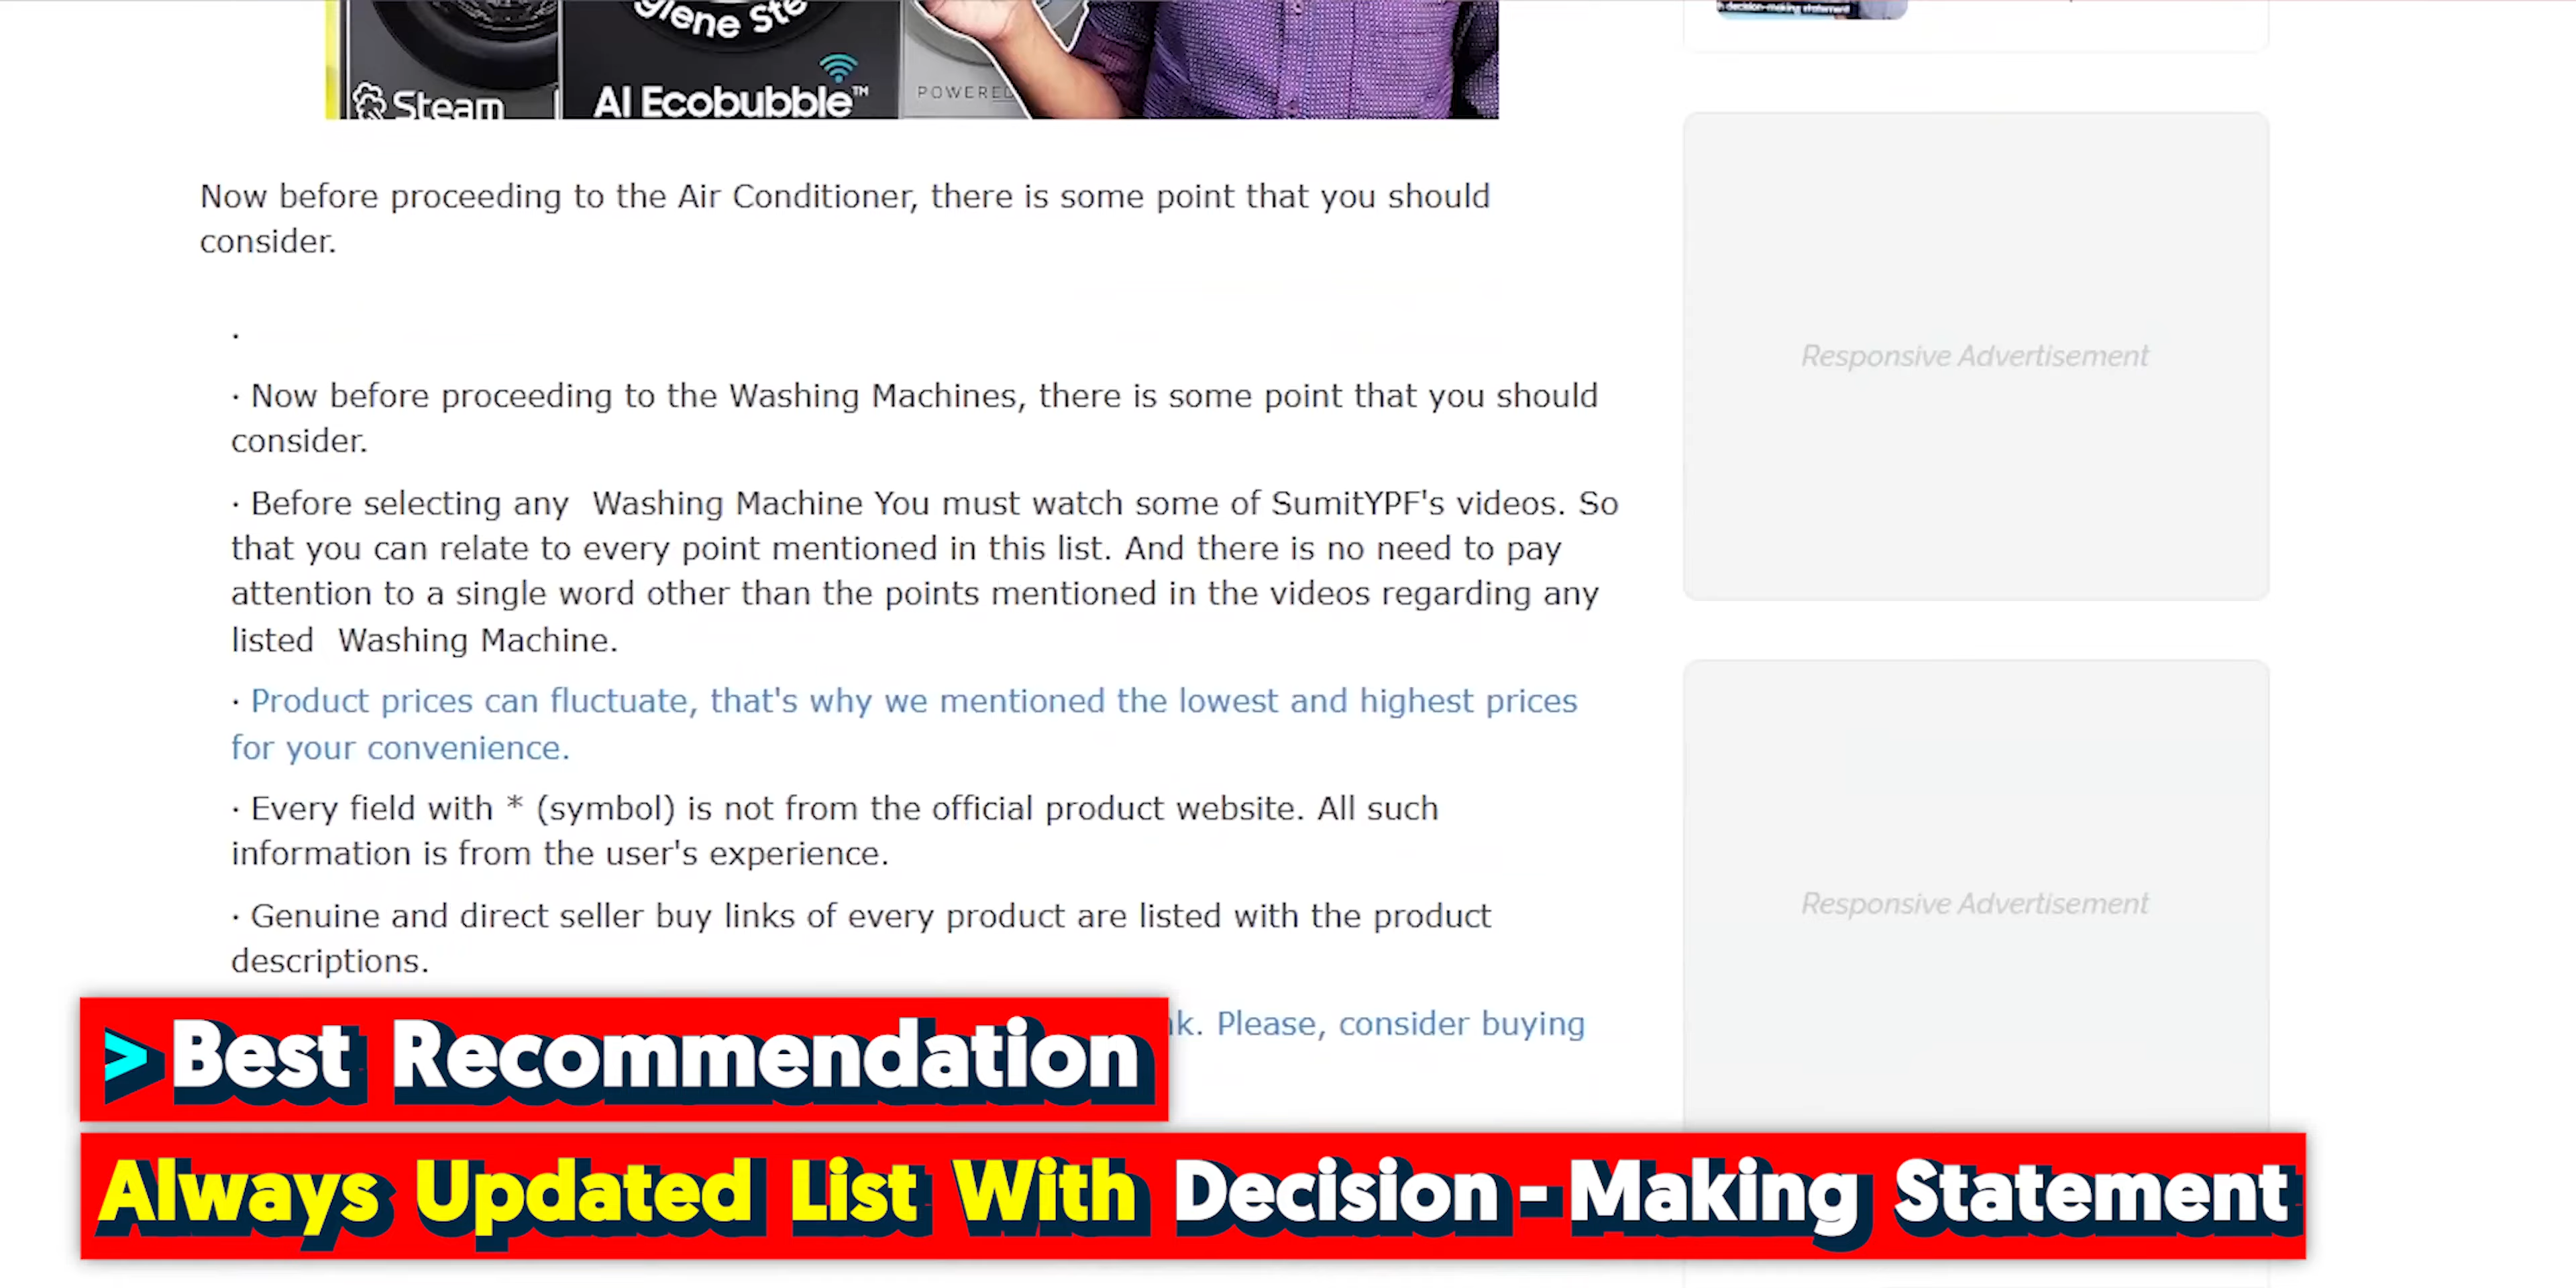 decision-making statement
giene Ste
Steam
AI Ecobubble™
POWERED
Now before proceeding to the Air Conditioner, there is some point that you should
consider.
·
· Now before proceeding to the Washing Machines, there is some point that you should
consider.
· Before selecting any  Washing Machine You must watch some of SumitYPF's videos. So
that you can relate to every point mentioned in this list. And there is no need to pay
attention to a single word other than the points mentioned in the videos regarding any
listed  Washing Machine.
· Product prices can fluctuate, that's why we mentioned the lowest and highest prices
for your convenience.
· Every field with * (symbol) is not from the official product website. All such
information is from the user's experience.
· Genuine and direct seller buy links of every product are listed with the product
descriptions.
nk. Please, consider buying
Responsive Advertisement
Responsive Advertisement
>Best Recommendation
Always Updated List With Decision-Making Statement